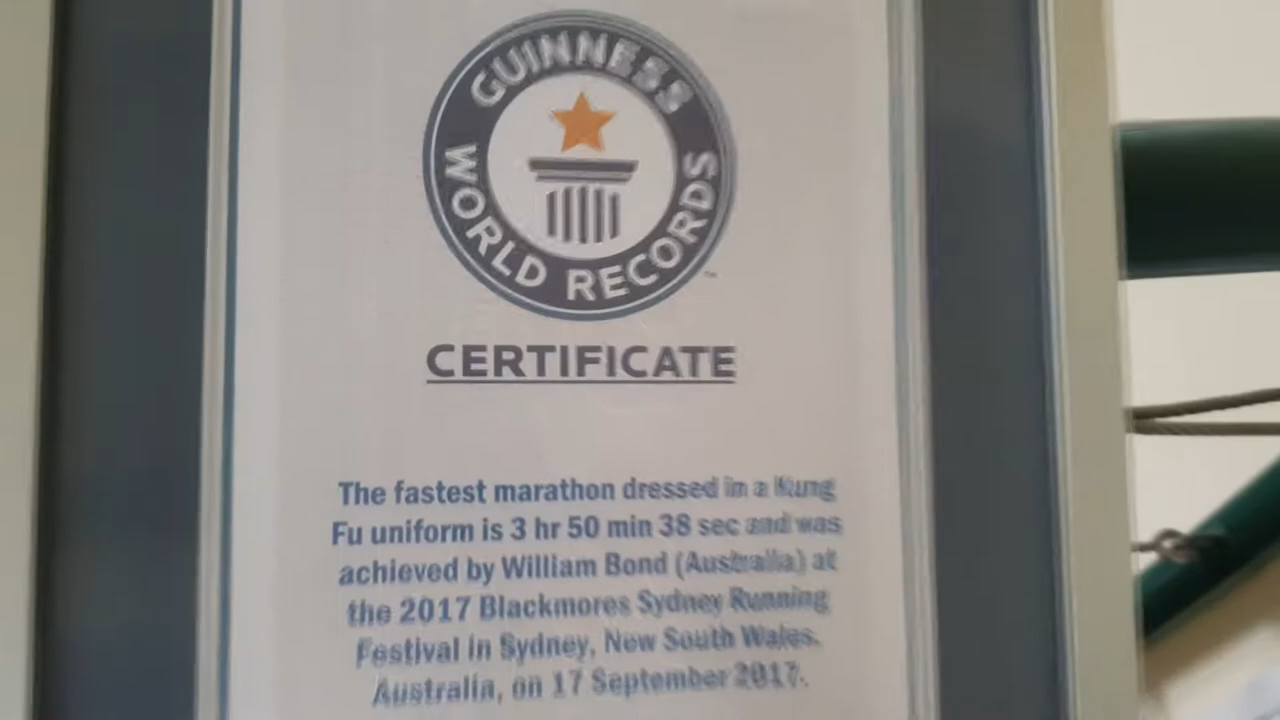 GUINNESS
WORLD RECORDS
™
CERTIFICATE
The fastest marathon dressed in a Kung
Fu uniform is 3 hr 50 min 38 sec and was
achieved by William Bond (Australia) at
the 2017 Blackmores Sydney Running
Festival in Sydney, New South Wales,
Australia, on 17 September 2017.